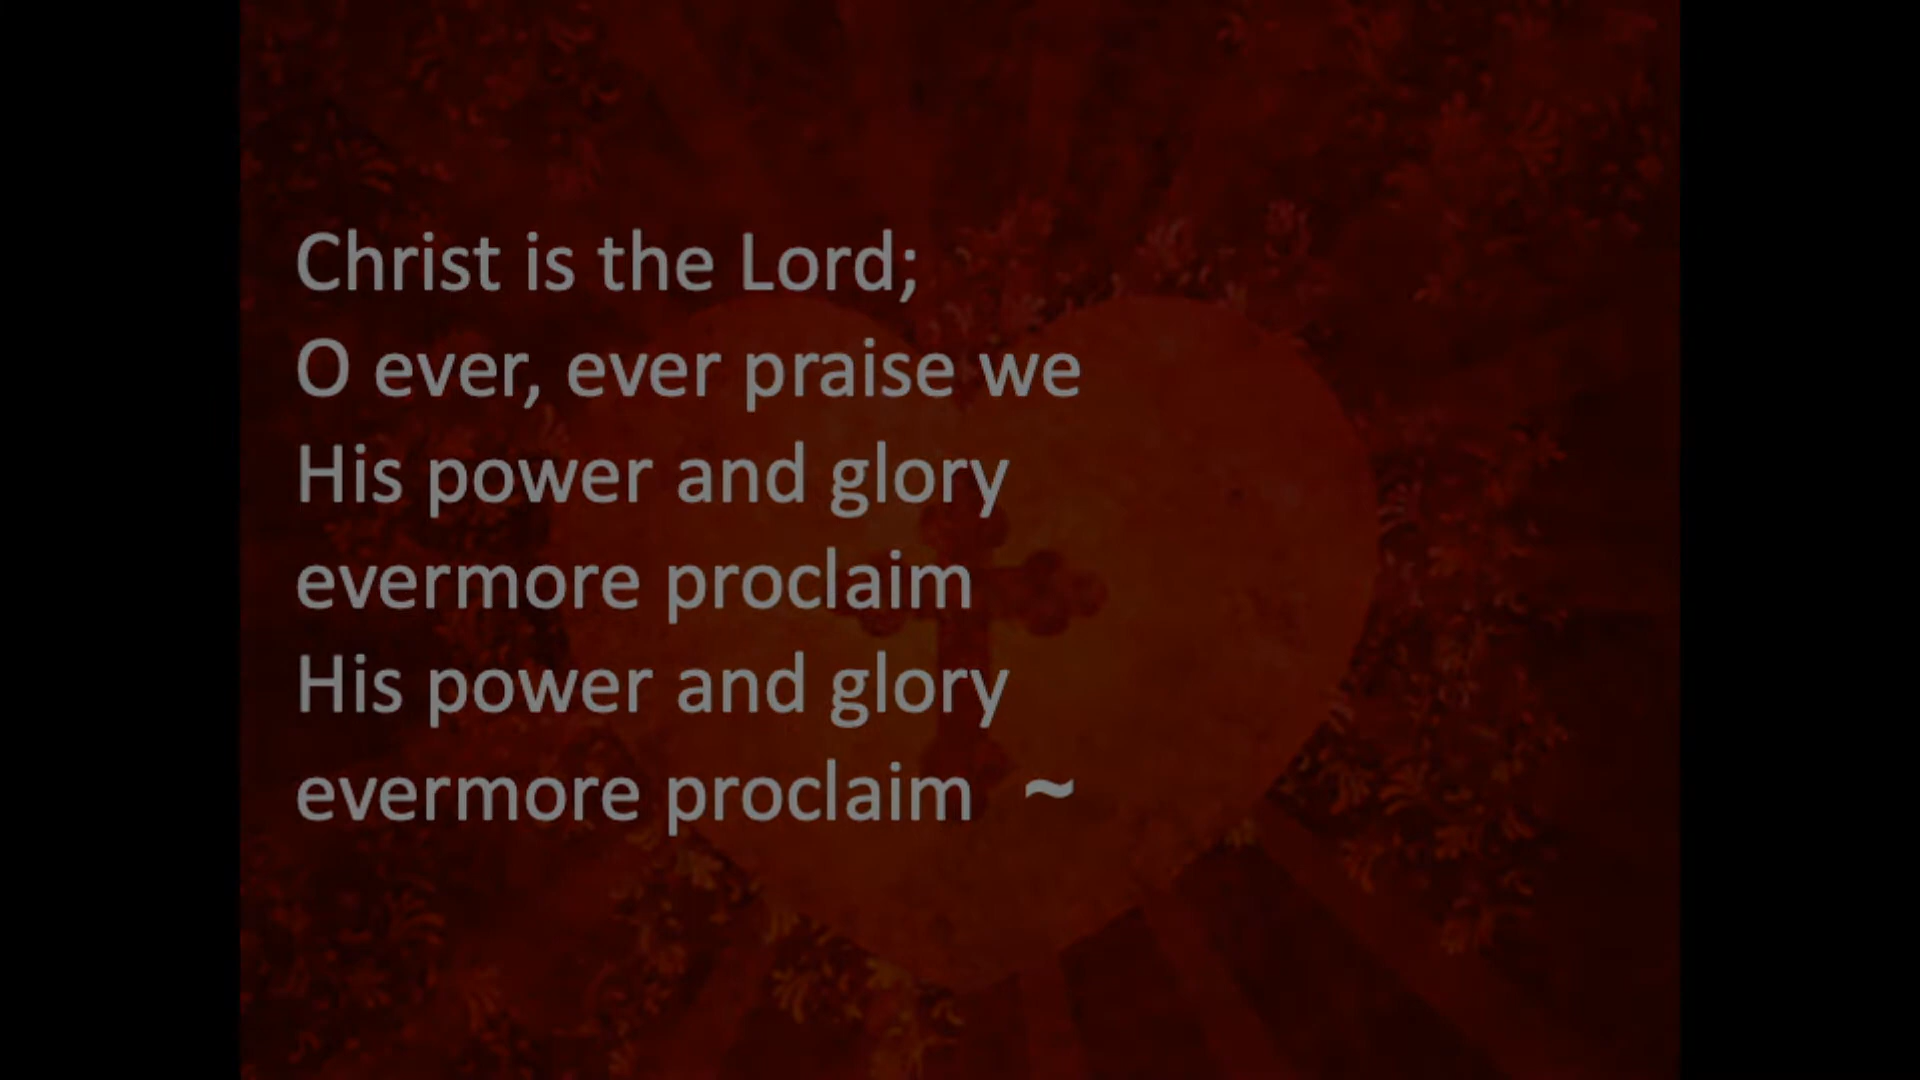 Christ is the Lord;
O ever, ever praise we
His power and glory
evermore proclaim
His power and glory
evermore proclaim ~